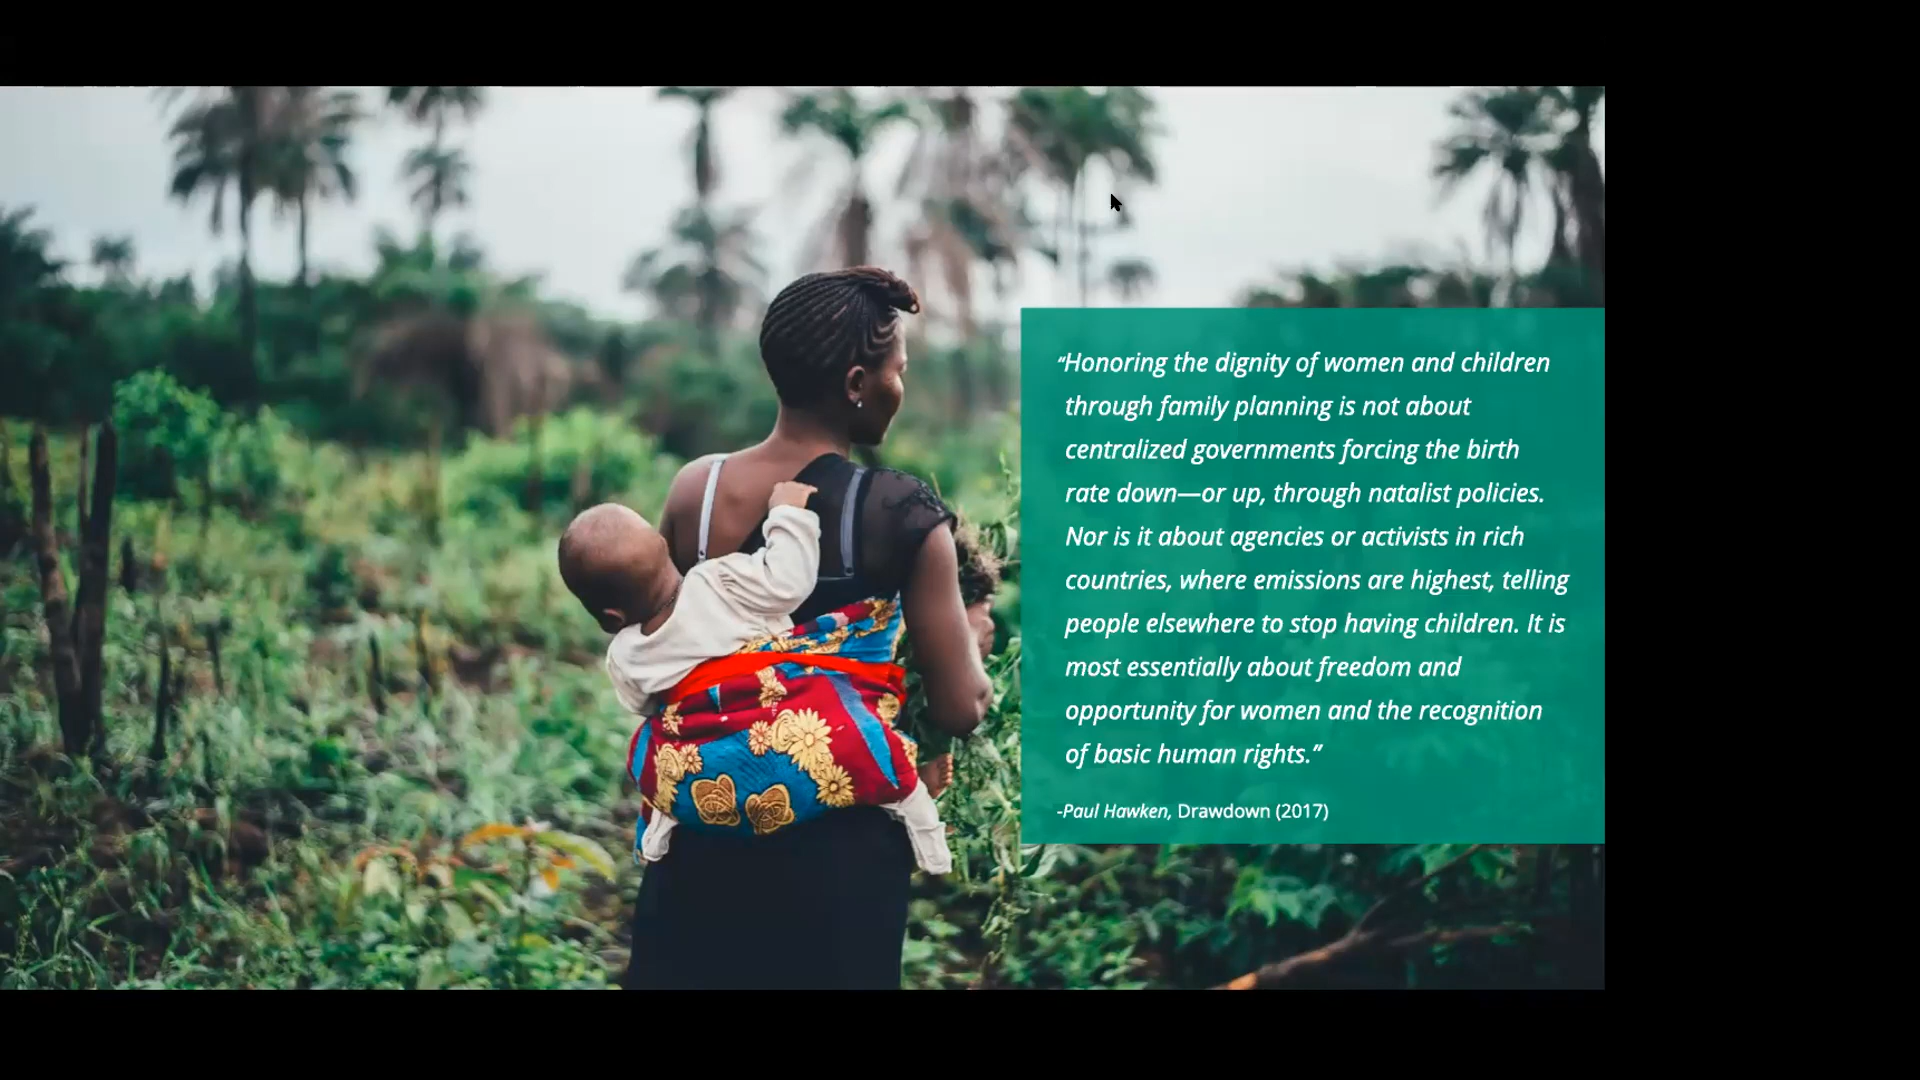 “Honoring the dignity of women and children
through family planning is not about
centralized governments forcing the birth
rate down—or up, through natalist policies.
Nor is it about agencies or activists in rich
countries, where emissions are highest, telling
people elsewhere to stop having children. It is
most essentially about freedom and
opportunity for women and the recognition
of basic human rights.”
-Paul Hawken, Drawdown (2017)